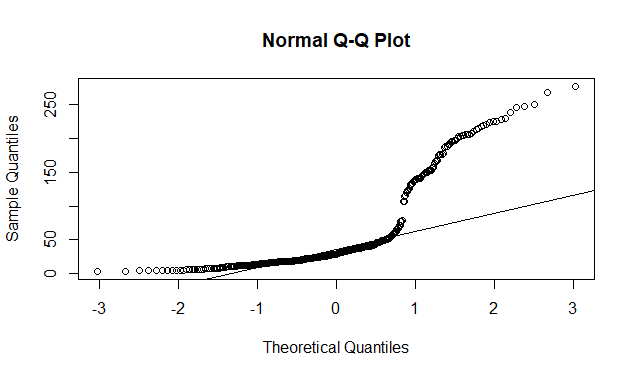 Normal Q-Q Plot
Sample Quantiles
250
150
50
0
-3 -2 -1 0 1 2 3
Theoretical Quantiles